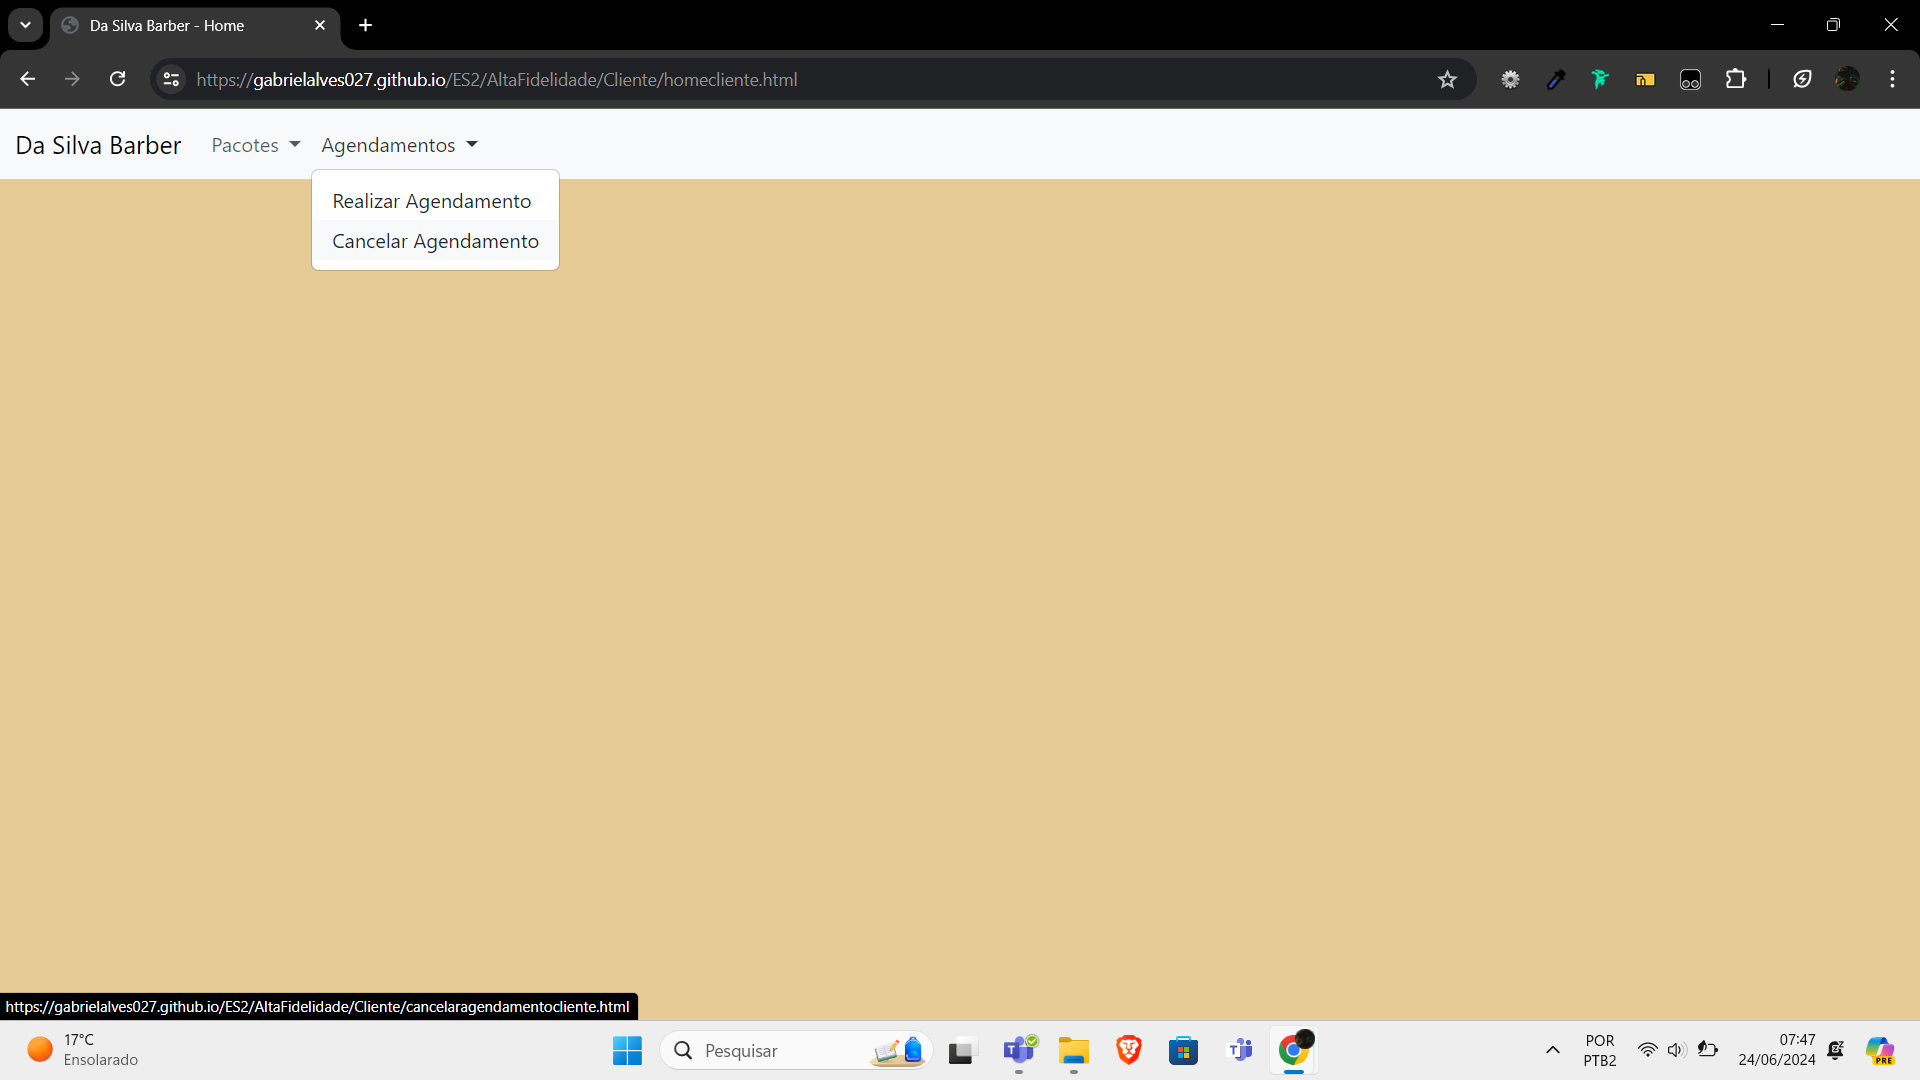 Da Silva Barber - Home
https://gabrielalves027.github.io/ES2/AltaFidelidade/Cliente/homecliente.html
Da Silva Barber Pacotes Agendamentos
Realizar Agendamento
Cancelar Agendamento
https://gabrielalves027.github.io/ES2/AltaFidelidade/Cliente/cancelaragendamentocliente.html
17°C
Ensolarado
Pesquisar
POR
PTB2
07:47
24/06/2024
PRE